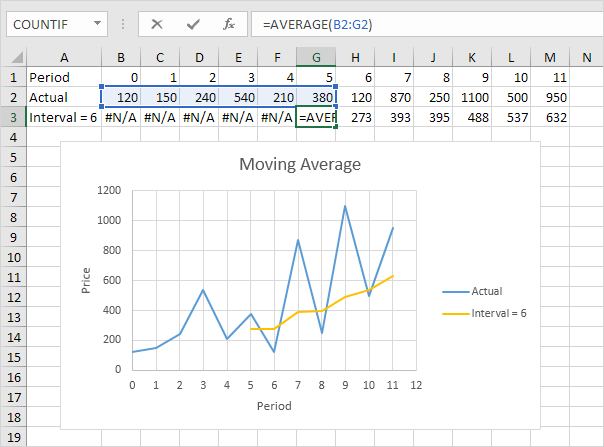 COUNTIF fx =AVERAGE(B2:G2)
A B C D E F G H I J K L M N
1 Period 0 1 2 3 4 5 6 7 8 9 10 11
2 Actual 120 150 240 540 210 380 120 870 250 1100 500 950
3 Interval = 6 #N/A #N/A #N/A #N/A #N/A =AVER 273 393 395 488 537 632
4
5
6
7
8
9
10
11
12
13
14
15
16
17
18
19
Moving Average
1200
1000
800
600
400
200
0
Price
0 1 2 3 4 5 6 7 8 9 10 11 12
Period
Actual
Interval = 6